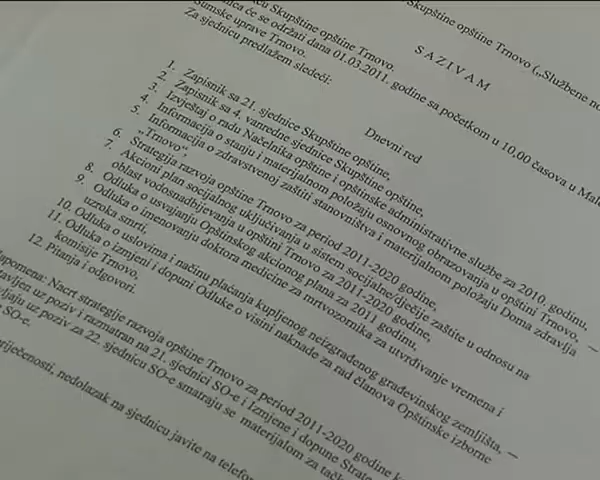 Skupštine opštine Trnovo („Službene no
Skupštine opštine Trnovo.
će se održati dana 01.03.2011. godine sa početkom u 10,00 časova u Malo
Šumske uprave Trnovo.
Za sjednicu predlažem sledeći:
S A Z I V A M
Dnevni red
1. Zapisnik sa 21. sjednice Skupštine opštine,
2. Zapisnik sa 4. vanredne sjednice Skupštine opštine,
3. Izvještaj o radu Načelnika opštine i opštinske administrativne službe za 2010. godinu,
4. Informacija o stanju i materijalnom položaju osnovnog obrazovanja u opštini Trnovo,
5. Informacija o zdravstvenoj zaštiti stanovništva i materijalnom položaju Doma zdravlja
„Trnovo“,
6. Strategija razvoja opštine Trnovo za period 2011-2020 godine,
7. Akcioni plan socijalnog uključivanja u sistem socijalne/dječije zaštite u odnosu na
oblast vodosnadbjevanja u opštini Trnovo za 2011-2020 godine,
8. Odluka o usvajanju Opštinskog akcionog plana za 2011 godinu,
9. Odluka o imenovanju doktora medicine za mrtvozornika za utvrđivanje vremena i
uzroka smrti,
10. Odluka o uslovima i načinu plaćanja kupljenog neizgrađenog građevinskog zemljišta,
11. Odluka o izmjeni i dopuni Odluke o visini naknade za rad članova Opštinske izborne
komisije Trnovo,
12. Pitanja i odgovori.
Napomena: Nacrt strategije razvoja opštine Trnovo za period 2011-2020 godine
uz poziv i razmatran na 21. sjednici SO-e i Izmjene i dopune Strate
uz poziv za 22. sjednicu SO-e smatraju se materijalom za
SO-e.
nedolazak na sjednicu javite na telefo